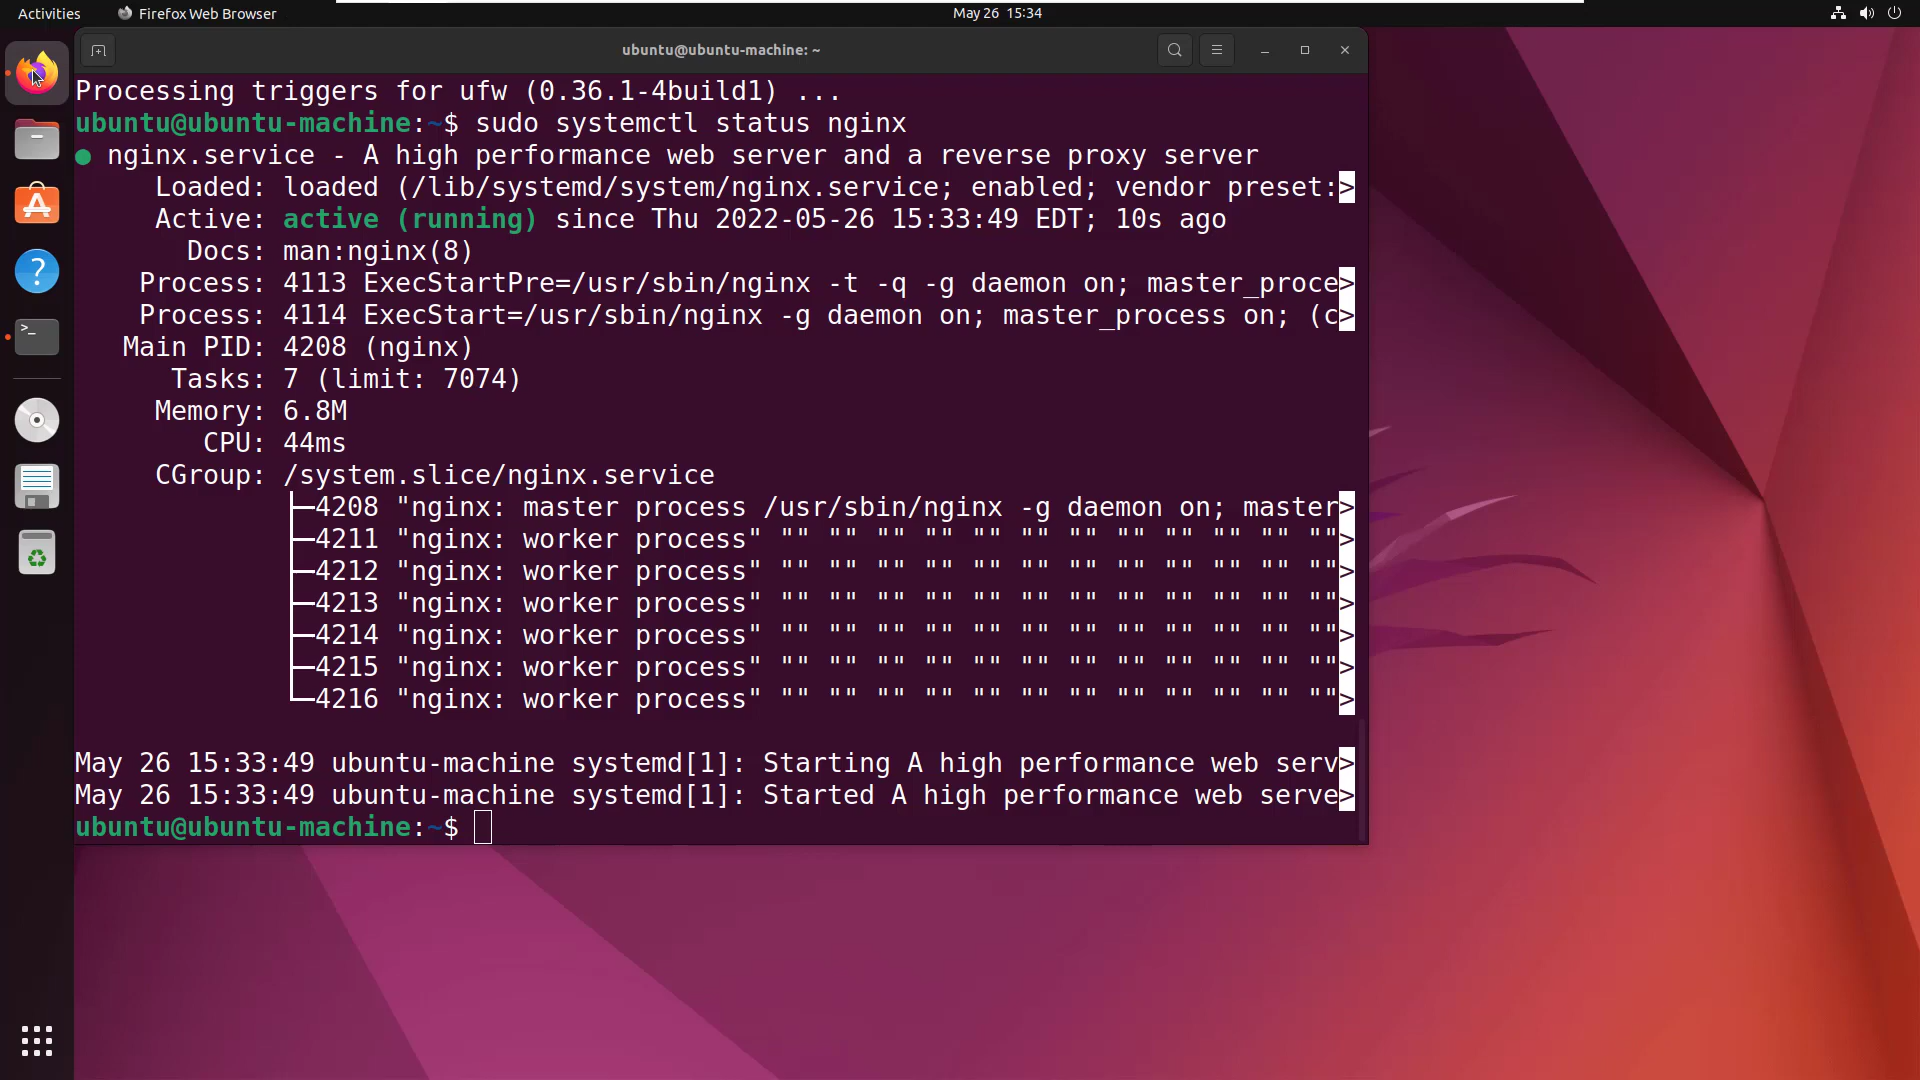 Activities Firefox Web Browser May 26 15:34
ubuntu@ubuntu-machine: ~
Processing triggers for ufw (0.36.1-4build1) ...
ubuntu@ubuntu-machine:~$ sudo systemctl status nginx
● nginx.service - A high performance web server and a reverse proxy server
Loaded: loaded (/lib/systemd/system/nginx.service; enabled; vendor preset:>
Active: active (running) since Thu 2022-05-26 15:33:49 EDT; 10s ago
Docs: man:nginx(8)
Process: 4113 ExecStartPre=/usr/sbin/nginx -t -q -g daemon on; master_proce>
Process: 4114 ExecStart=/usr/sbin/nginx -g daemon on; master_process on; (c>
Main PID: 4208 (nginx)
Tasks: 7 (limit: 7074)
Memory: 6.8M
CPU: 44ms
CGroup: /system.slice/nginx.service
├─4208 "nginx: master process /usr/sbin/nginx -g daemon on; master>
├─4211 "nginx: worker process" "" "" "" "" "" "" "" "" "" "" "" "">
├─4212 "nginx: worker process" "" "" "" "" "" "" "" "" "" "" "" "">
├─4213 "nginx: worker process" "" "" "" "" "" "" "" "" "" "" "" "">
├─4214 "nginx: worker process" "" "" "" "" "" "" "" "" "" "" "" "">
├─4215 "nginx: worker process" "" "" "" "" "" "" "" "" "" "" "" "">
└─4216 "nginx: worker process" "" "" "" "" "" "" "" "" "" "" "" "">
May 26 15:33:49 ubuntu-machine systemd[1]: Starting A high performance web serv>
May 26 15:33:49 ubuntu-machine systemd[1]: Started A high performance web serve>
ubuntu@ubuntu-machine:~$